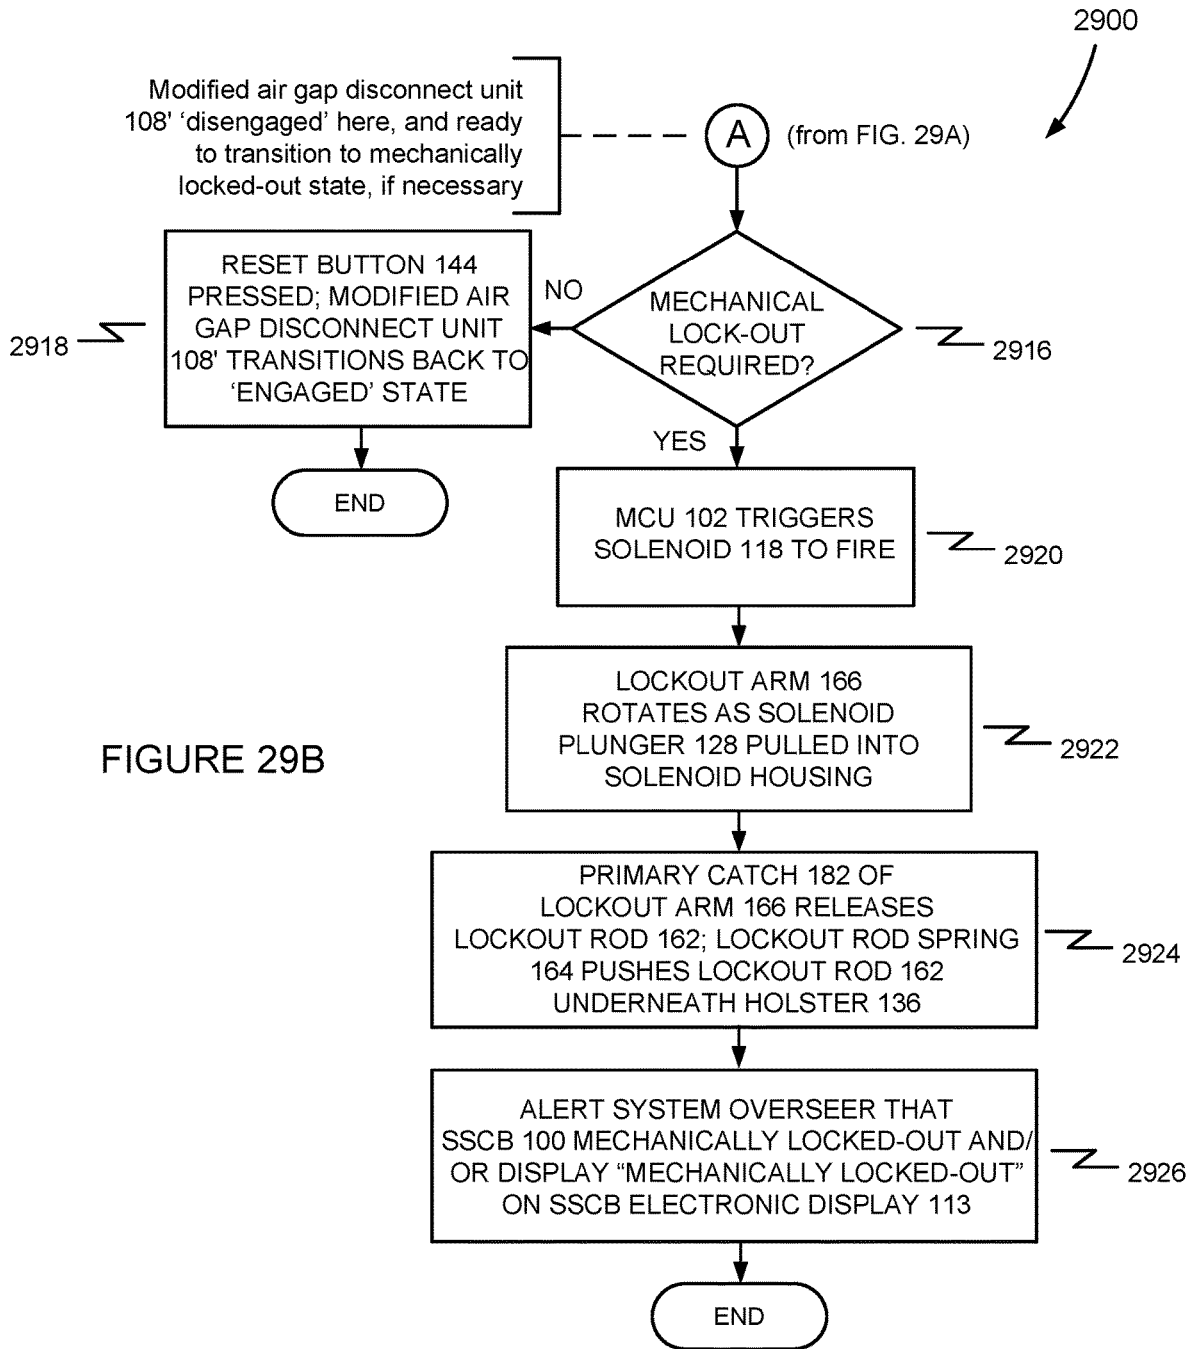 2900
Modified air gap disconnect unit
108' ‘disengaged’ here, and ready
to transition to mechanically
locked-out state, if necessary
A
(from FIG. 29A)
RESET BUTTON 144
PRESSED; MODIFIED AIR
GAP DISCONNECT UNIT
108' TRANSITIONS BACK TO
‘ENGAGED’ STATE
2918
NO
MECHANICAL
LOCK-OUT
REQUIRED?
2916
YES
END
MCU 102 TRIGGERS
SOLENOID 118 TO FIRE
2920
LOCKOUT ARM 166
ROTATES AS SOLENOID
PLUNGER 128 PULLED INTO
SOLENOID HOUSING
2922
FIGURE 29B
PRIMARY CATCH 182 OF
LOCKOUT ARM 166 RELEASES
LOCKOUT ROD 162; LOCKOUT ROD SPRING
164 PUSHES LOCKOUT ROD 162
UNDERNEATH HOLSTER 136
2924
ALERT SYSTEM OVERSEER THAT
SSCB 100 MECHANICALLY LOCKED-OUT AND/
OR DISPLAY “MECHANICALLY LOCKED-OUT”
ON SSCB ELECTRONIC DISPLAY 113
2926
END